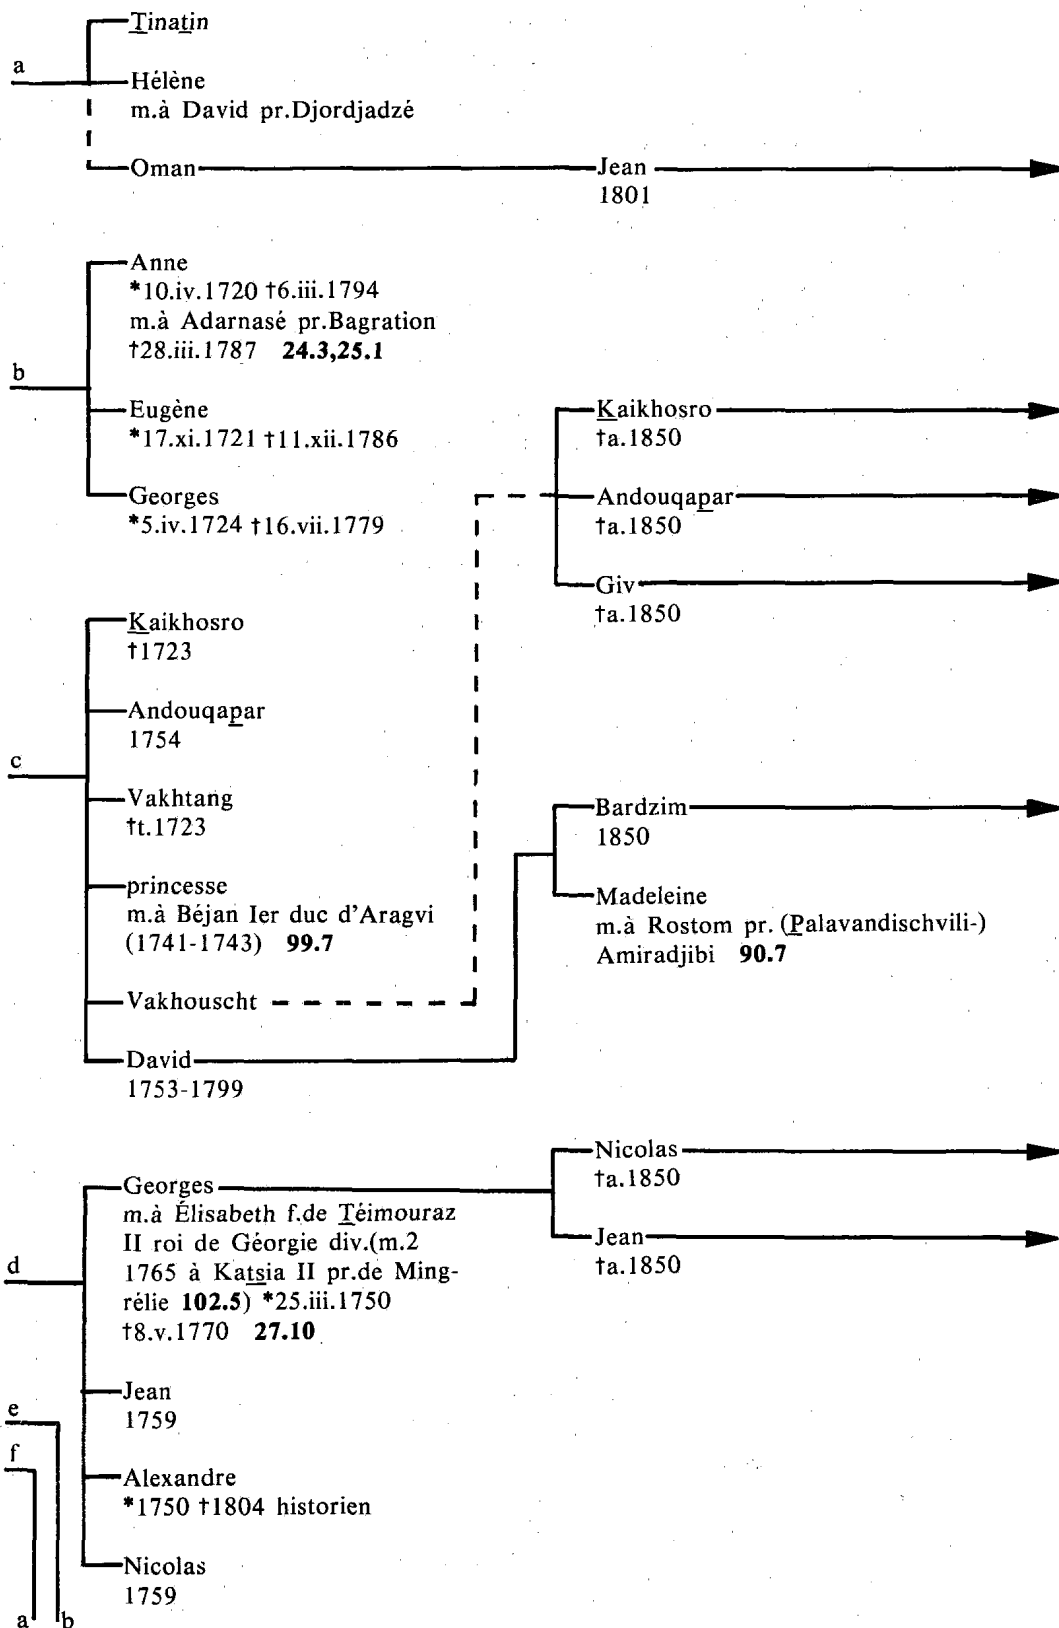 Tinatin
a
Hélène
m.à David pr.Djordjadzé
Oman
Jean
1801
Anne
*10.iv.1720 †6.iii.1794
m.à Adarnasé pr.Bagration
†28.iii.1787 24.3,25.1
b
Eugène
*17.xi.1721 †11.xii.1786
Georges
*5.iv.1724 †16.vii.1779
Kaikhosro
†a.1850
Andouqapar
†a.1850
Giv
†a.1850
Kaikhosro
†1723
Andouqapar
1754
c
Vakhtang
†t.1723
princesse
m.à Béjan Ier duc d'Aragvi
(1741-1743) 99.7
Vakhouscht
David
1753-1799
Bardzim
1850
Madeleine
m.à Rostom pr.(Palavandischvili-)
Amiradjibi 90.7
Georges
m.à Élisabeth f.de Téimouraz
II roi de Géorgie div.(m.2
1765 à Katsia II pr.de Ming-
rélie 102.5) *25.iii.1750
†8.v.1770 27.10
d
Nicolas
†a.1850
Jean
†a.1850
Jean
1759
e
f
Alexandre
*1750 †1804 historien
Nicolas
1759
a b